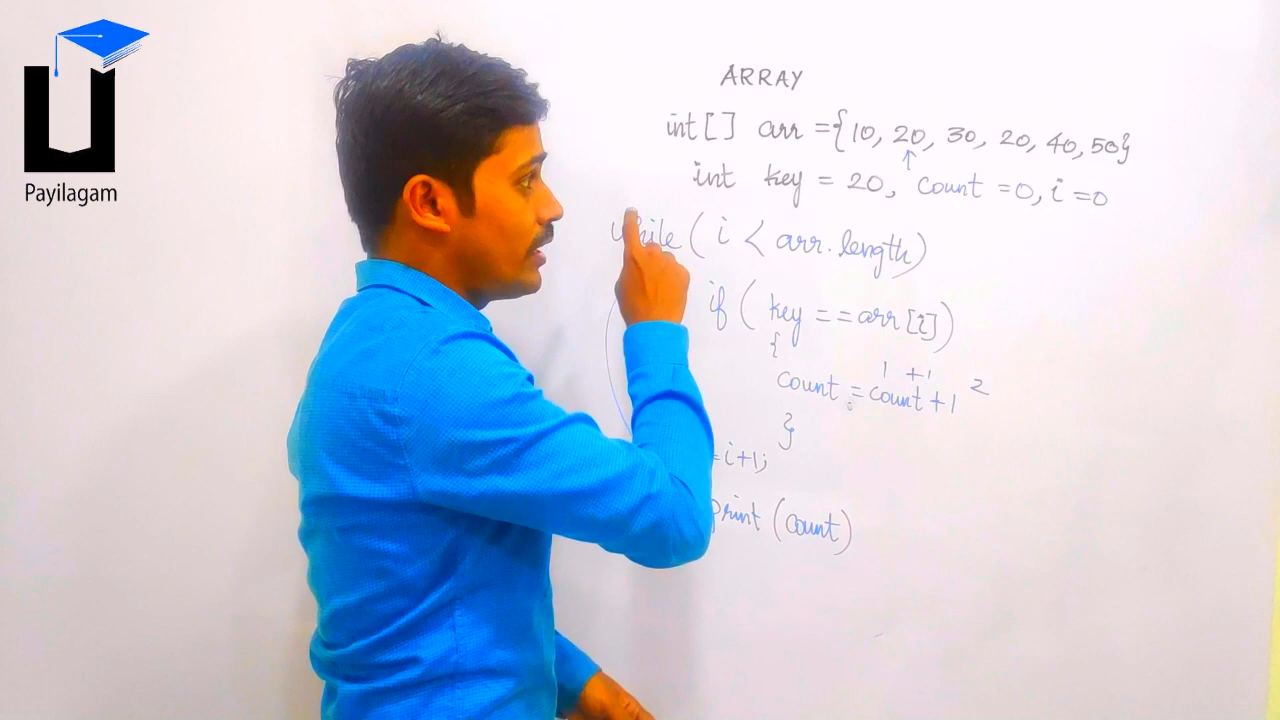 Payilagam
ARRAY
int[] arr = {10, 20, 30, 20, 40, 50}
int key = 20, count = 0, i = 0
while (i < arr.length)
if (key == arr[i])
{
1 +1
count = count + 1 2
}
= i+1;
print (count)